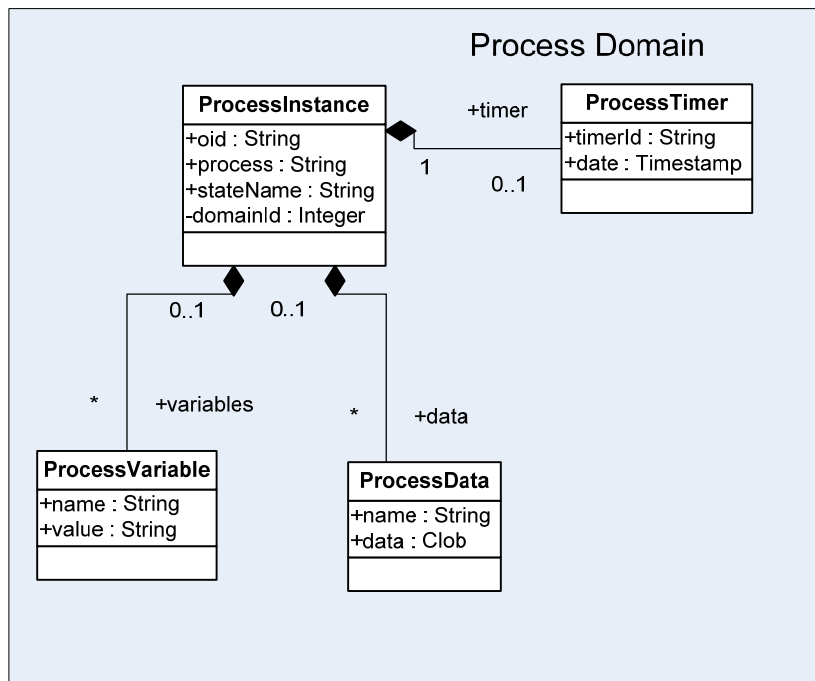 Process Domain
ProcessInstance
+oid : String
+process : String
+stateName : String
-domainId : Integer
+timer
1
0..1
ProcessTimer
+timerId : String
+date : Timestamp
0..1
0..1
*
+variables
*
+data
ProcessVariable
+name : String
+value : String
ProcessData
+name : String
+data : Clob